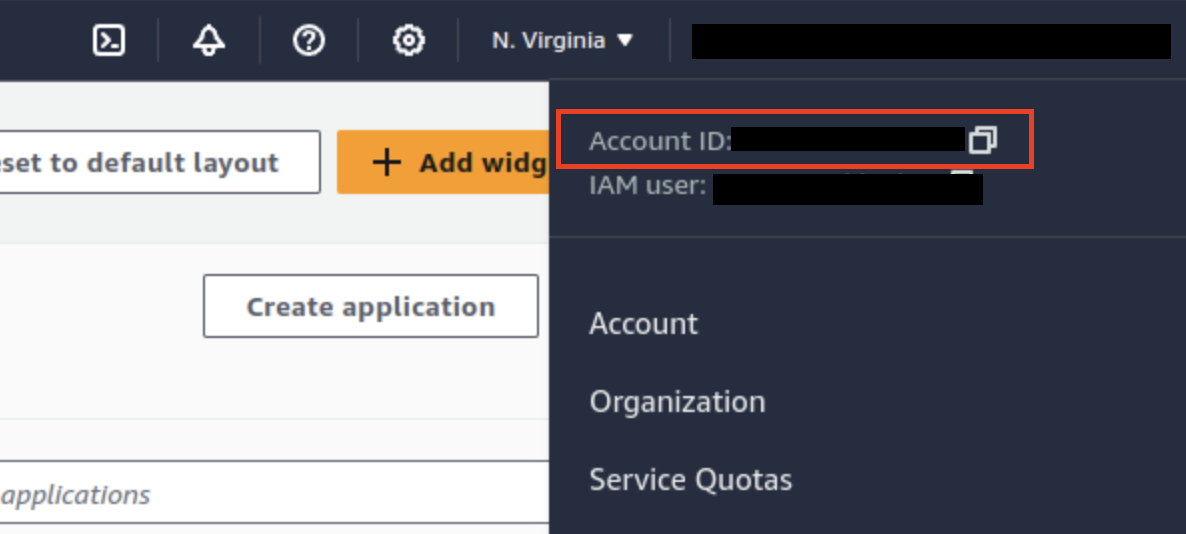 N. Virginia ▼
Account ID:
IAM user:
eset to default layout
+ Add widg
Create application
Account
Organization
Service Quotas
applications